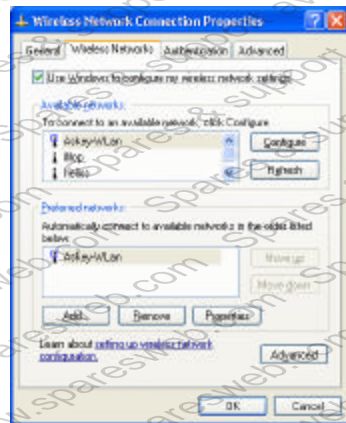 Wireless Network Connection Properties
General Wireless Networks Authentication Advanced
Use Windows to configure my wireless network settings
Available networks:
To connect to an available network, click Configure
Askey-WLan
Configure
Refresh
Preferred networks:
Automatically connect to available networks in the order listed
below:
Askey-WLan
Move up
Move down
Add... Remove Properties
Learn about setting up wireless network
configuration.
Advanced
OK Cancel